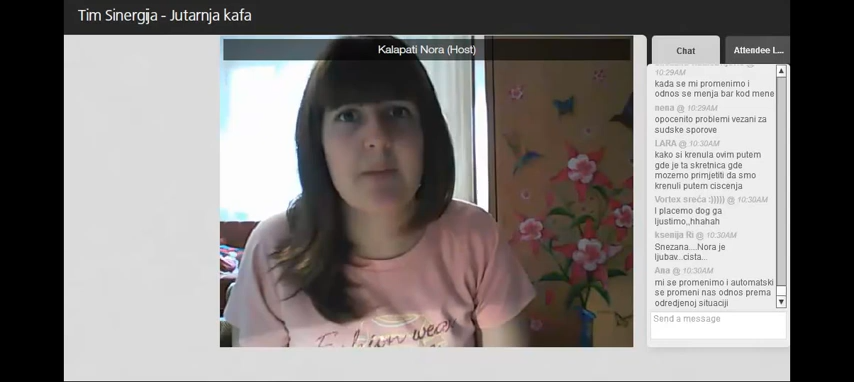 Tim Sinergija - Jutarnja kafa
Kalapati Nora (Host)
Chat
Attendee L...
10:29AM
kada se mi promenimo i
odnos se menja bar kod mene
nena @ 10:29AM
opocenito problemi vezani za
sudske sporove
LARA @ 10:30AM
kako si krenula ovim putem
gde je ta skretnica gde
mozemo primjetiti da smo
krenuli putem ciscenja
Vortex sreća :))))) @ 10:30AM
I placemo dog ga
ljustimo,,hhahah
ksenija Ri @ 10:30AM
Snezana....Nora je
ljubav...cista...
Ana @ 10:30AM
mi se promenimo i automatski
se promeni nas odnos prema
odredjenoj situaciji
Send a message
Fashion wear